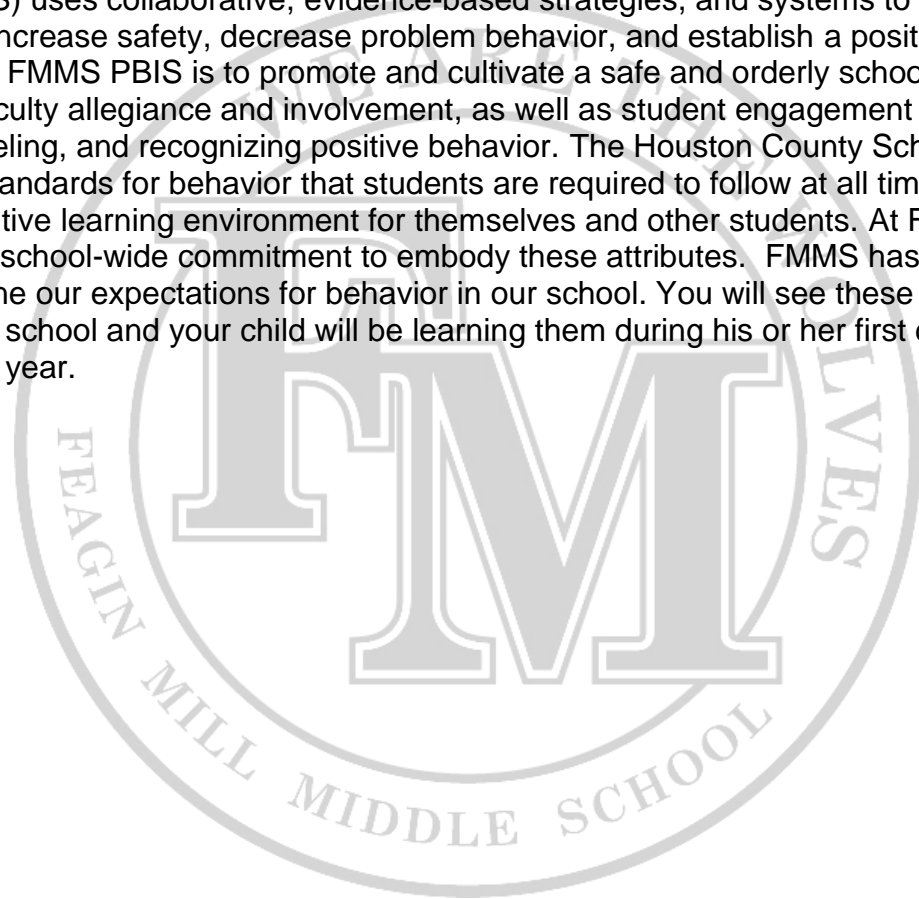 S) uses collaborative, evidence-based strategies, and systems to
ncrease safety, decrease problem behavior, and establish a posit
FMMS PBIS is to promote and cultivate a safe and orderly schoo
culty allegiance and involvement, as well as student engagement
eling, and recognizing positive behavior. The Houston County Sch
tandards for behavior that students are required to follow at all tim
tive learning environment for themselves and other students. At F
school-wide commitment to embody these attributes.  FMMS has
ne our expectations for behavior in our school. You will see these
school and your child will be learning them during his or her first
year.
WE ARE THE WOLVES
FM
FEAGIN MILL MIDDLE SCHOOL